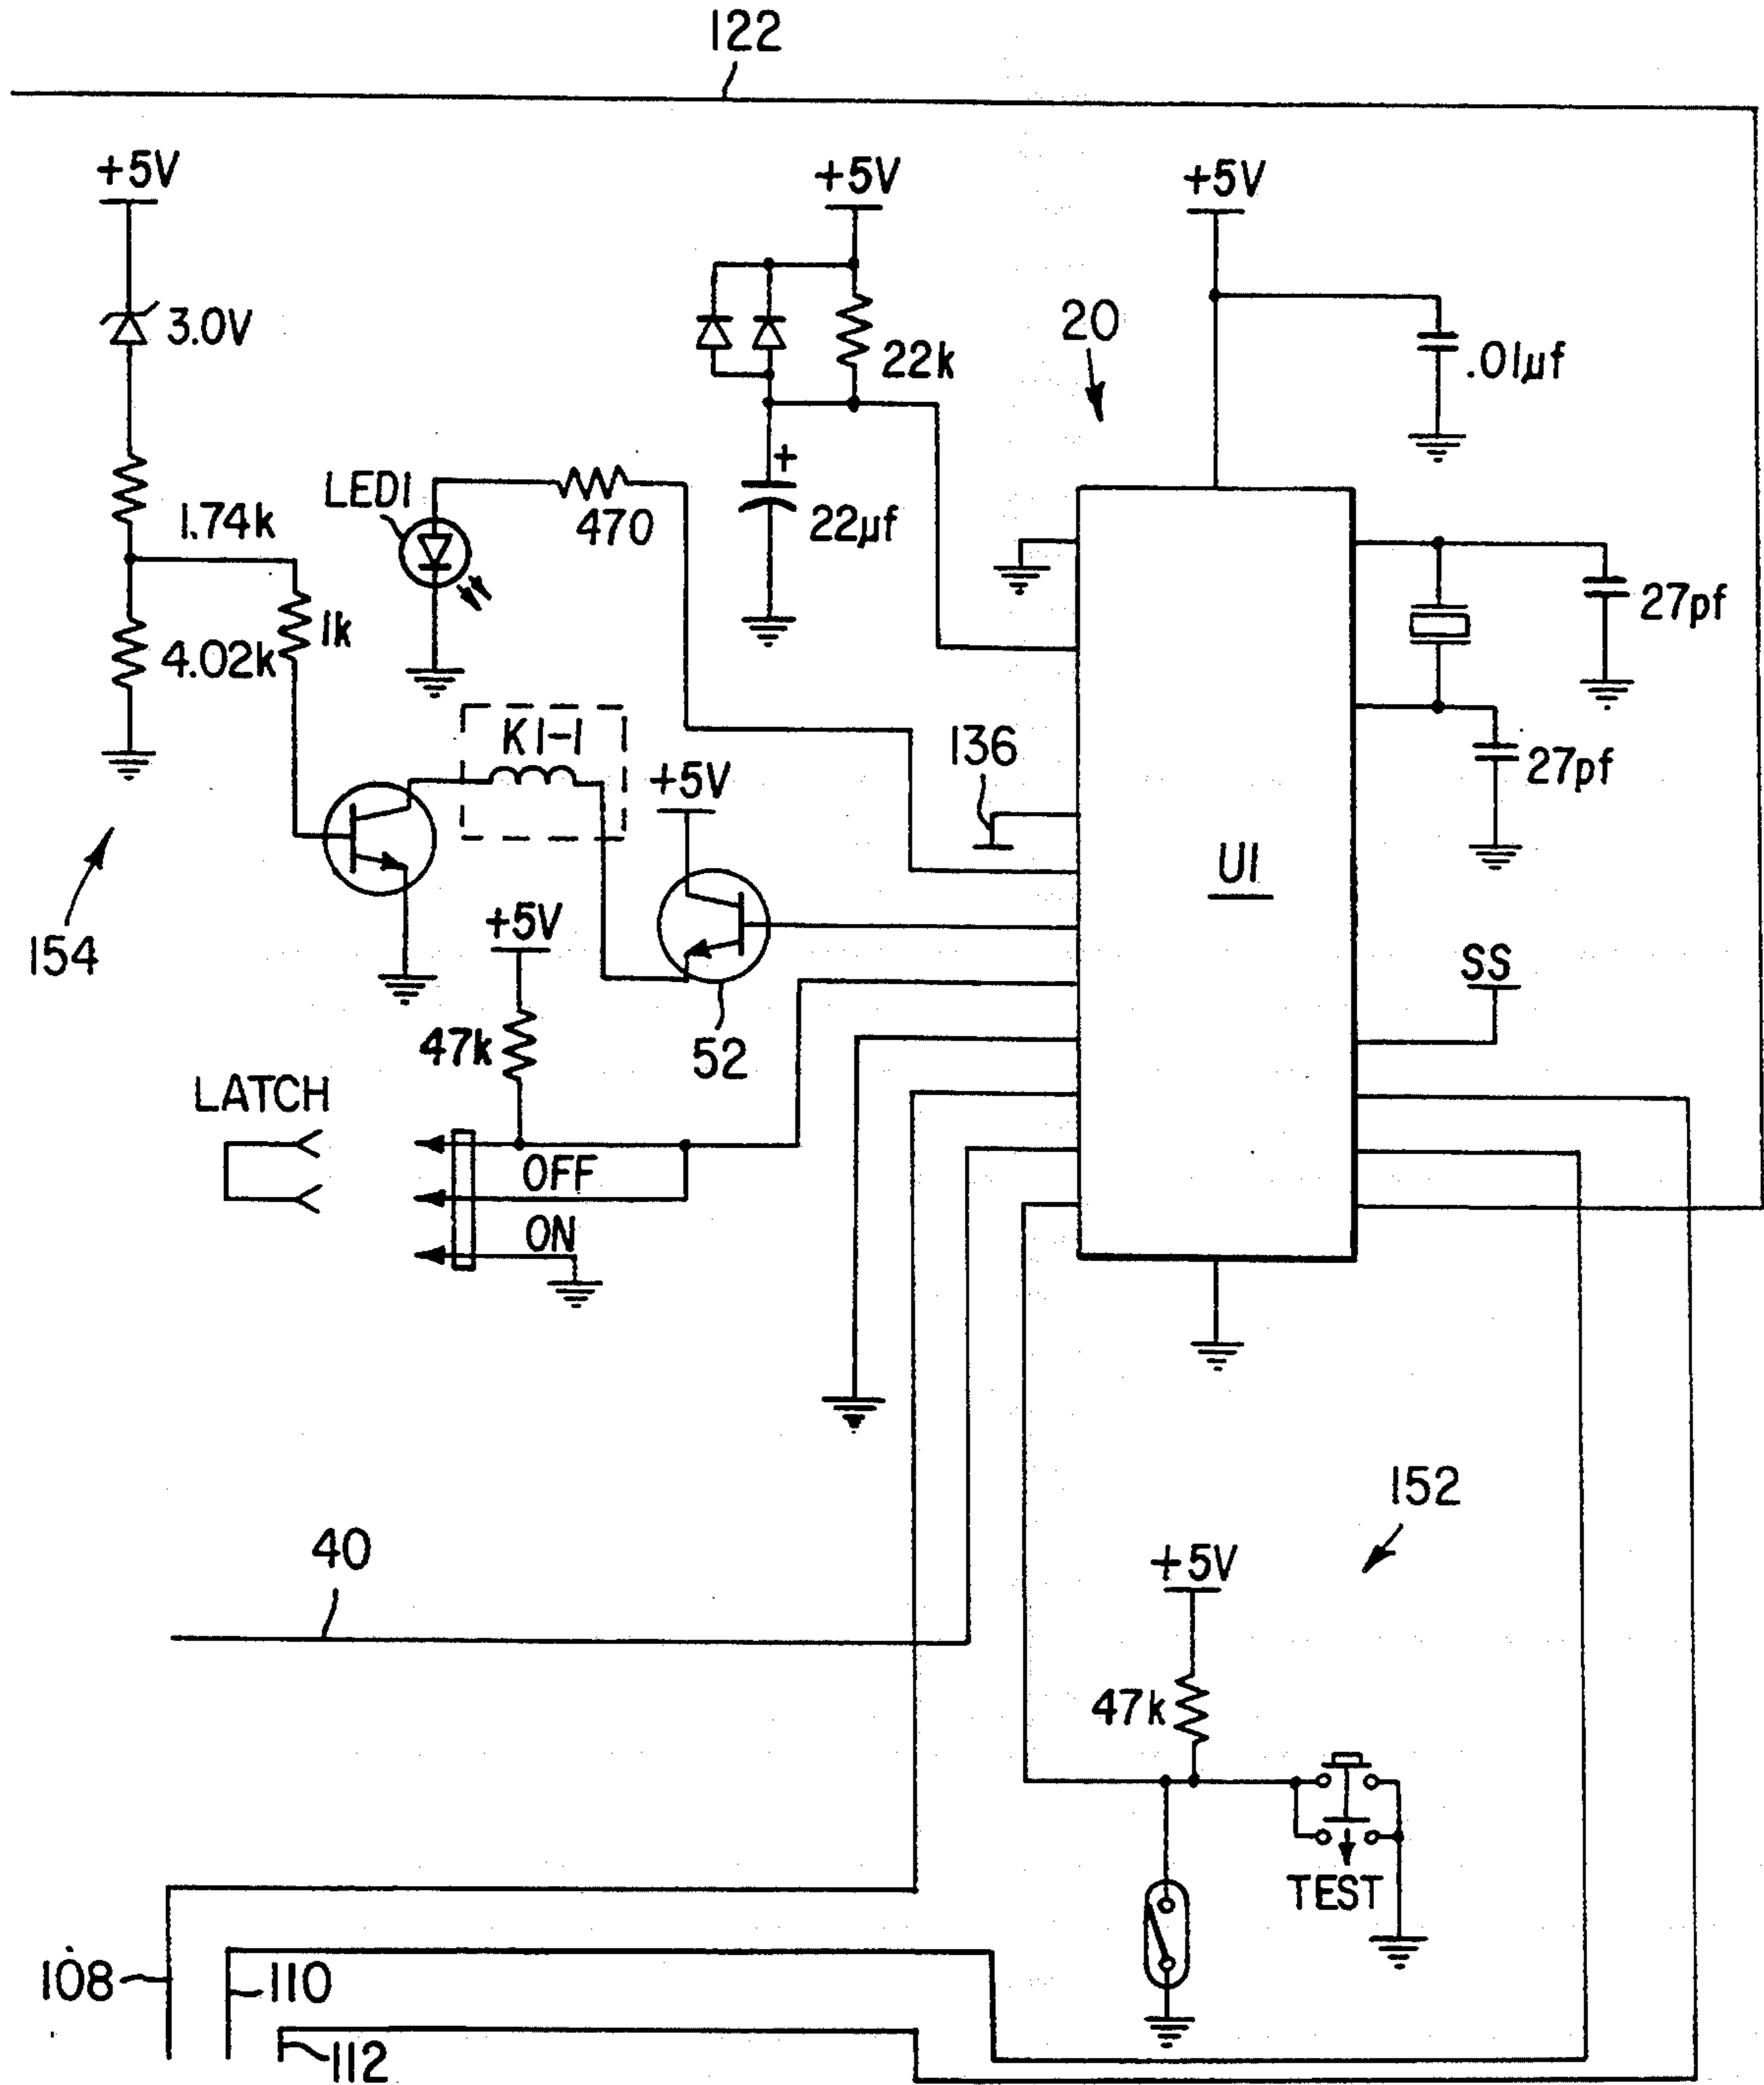 122
+5V
+5V
+5V
3.0V
20
22k
.01µf
LED1
1.74k
470
+
22µf
27pf
1k
4.02k
K1-1
136
+5V
27pf
U1
154
+5V
SS
47k
52
LATCH
OFF
ON
152
40
+5V
47k
TEST
108
110
112